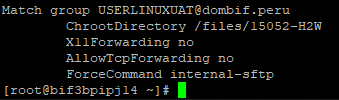 Match group USERLINUXUAT@dombif.peru
ChrootDirectory /files/15052-H2W
X11Forwarding no
AllowTcpForwarding no
ForceCommand internal-sftp
[root@bif3bpipj14 ~]#